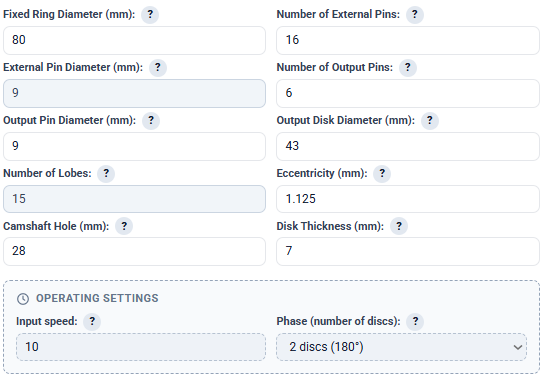 Fixed Ring Diameter (mm): ? Number of External Pins: ?
80 16
External Pin Diameter (mm): ? Number of Output Pins: ?
9 6
Output Pin Diameter (mm): ? Output Disk Diameter (mm): ?
9 43
Number of Lobes: ? Eccentricity (mm): ?
15 1.125
Camshaft Hole (mm): ? Disk Thickness (mm): ?
28 7
OPERATING SETTINGS
Input speed: ? Phase (number of discs): ?
10 2 discs (180°)